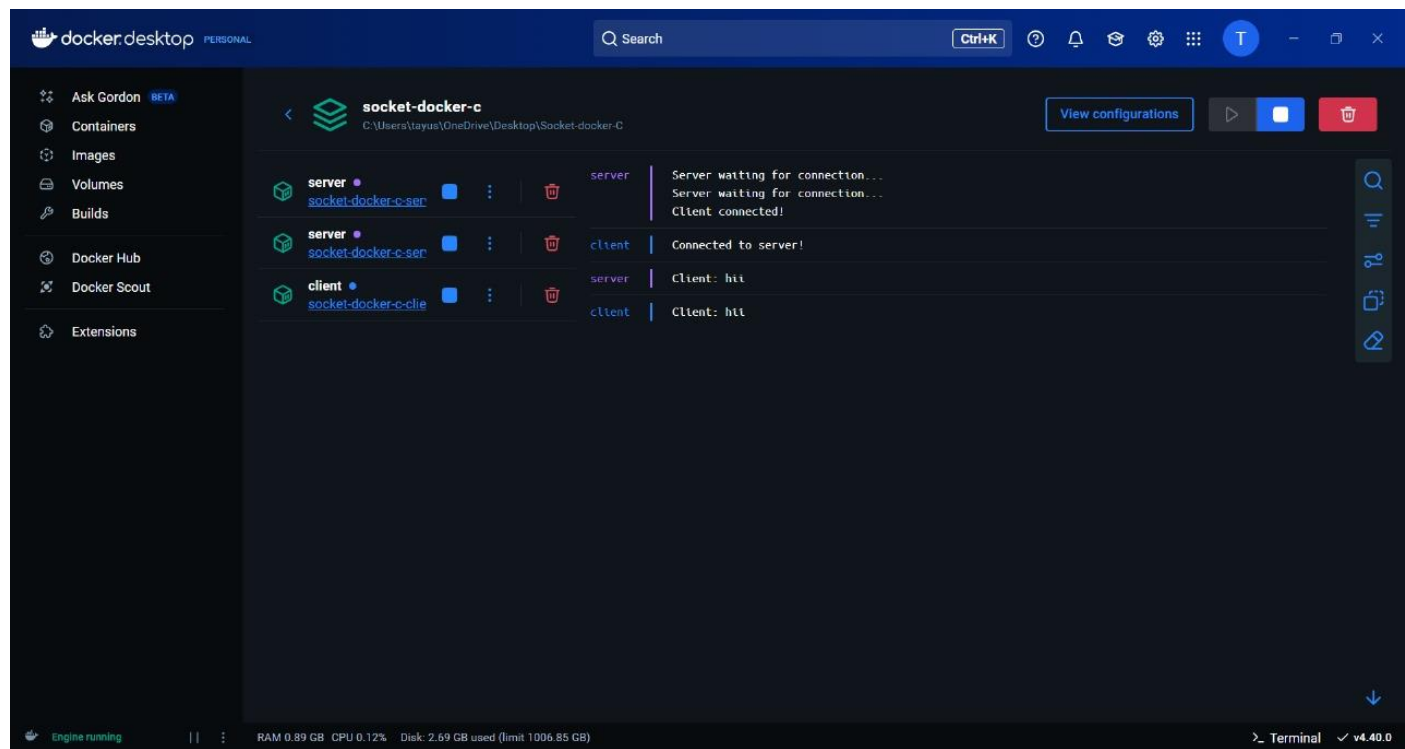 docker.desktop PERSONAL
Search
Ctrl+K
T
Ask Gordon BETA
Containers
Images
Volumes
Builds
Docker Hub
Docker Scout
Extensions
socket-docker-c
C:\Users\tayus\OneDrive\Desktop\Socket-docker-C
View configurations
server
socket-docker-c-ser
server
socket-docker-c-ser
client
socket-docker-c-clie
server Server waiting for connection...
Server waiting for connection...
Client connected!
client Connected to server!
server Client: hii
client Client: hii
Engine running
RAM 0.89 GB CPU 0.12% Disk: 2.69 GB used (limit 1006.85 GB)
>_ Terminal
v4.40.0